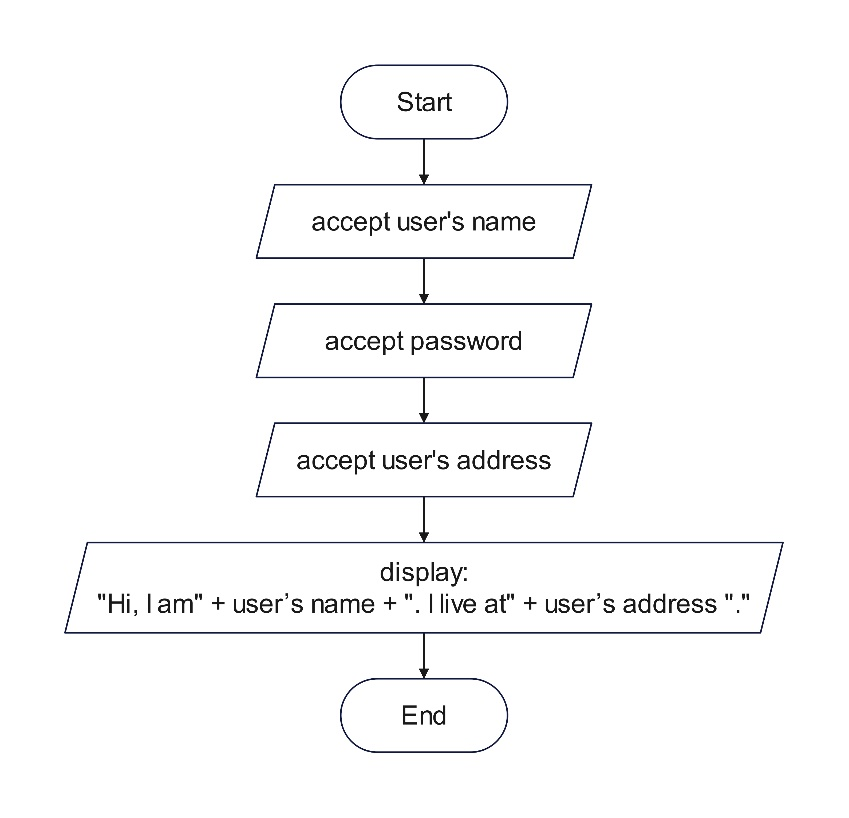 Start
accept user's name
accept password
accept user's address
display:
"Hi, I am" + user’s name + ". I live at" + user’s address "."
End